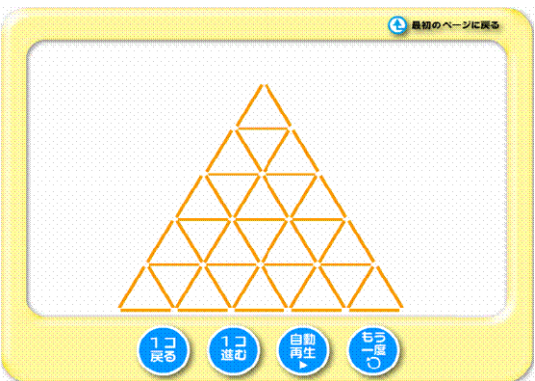 最初のページに戻る
1コ
戻る
1コ
進む
自動
再生
もう
一度